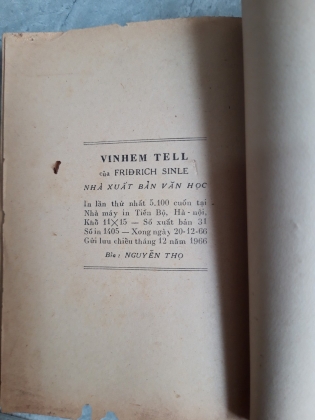 VINHEM TELL
của FRIĐRICH SINLE
NHÀ XUẤT BẢN VĂN HỌC
In lần thứ nhất 5.100 cuốn tại
Nhà máy in Tiến Bộ, Hà-nội,
Khổ 11×15 — Số xuất bản 31
Số in 1405 — Xong ngày 20-12-66
Gửi lưu chiểu tháng 12 năm 1966
Bìa : NGUYỄN THỌ